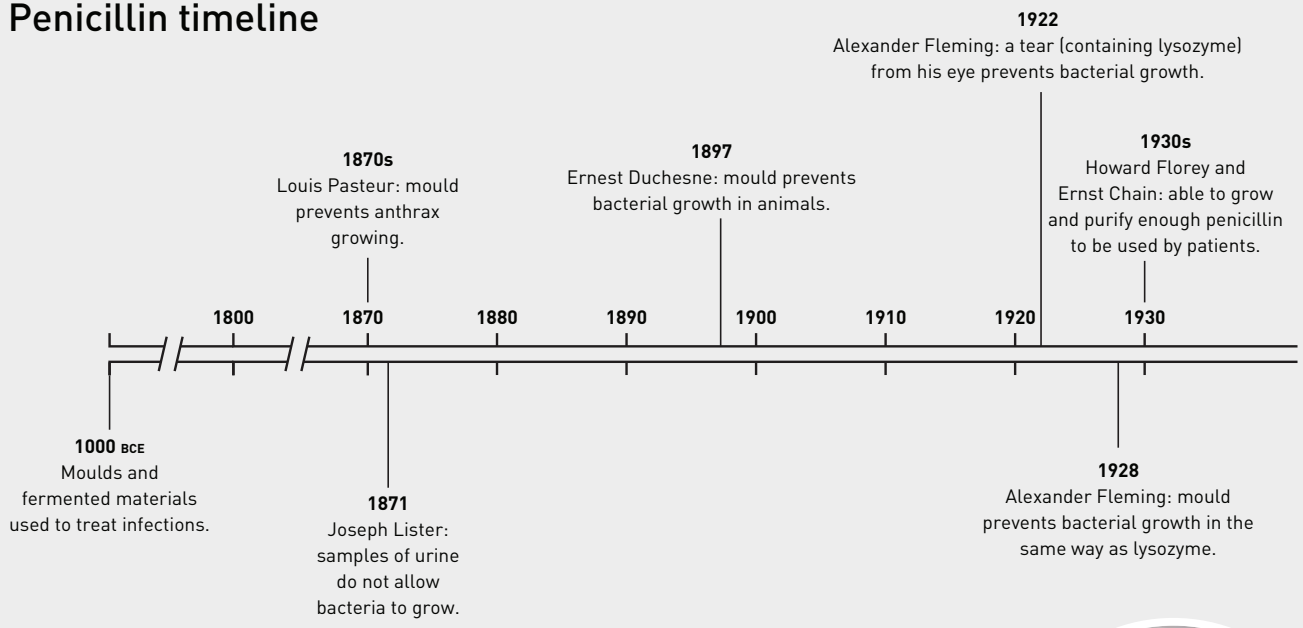 Penicillin timeline
1922
Alexander Fleming: a tear (containing lysozyme)
from his eye prevents bacterial growth.
1930s
Howard Florey and
Ernst Chain: able to grow
and purify enough penicillin
to be used by patients.
1897
Ernest Duchesne: mould prevents
bacterial growth in animals.
1870s
Louis Pasteur: mould
prevents anthrax
growing.
1800 1870 1880 1890 1900 1910 1920 1930
1000 BCE
Moulds and
fermented materials
used to treat infections.
1871
Joseph Lister:
samples of urine
do not allow
bacteria to grow.
1928
Alexander Fleming: mould
prevents bacterial growth in the
same way as lysozyme.